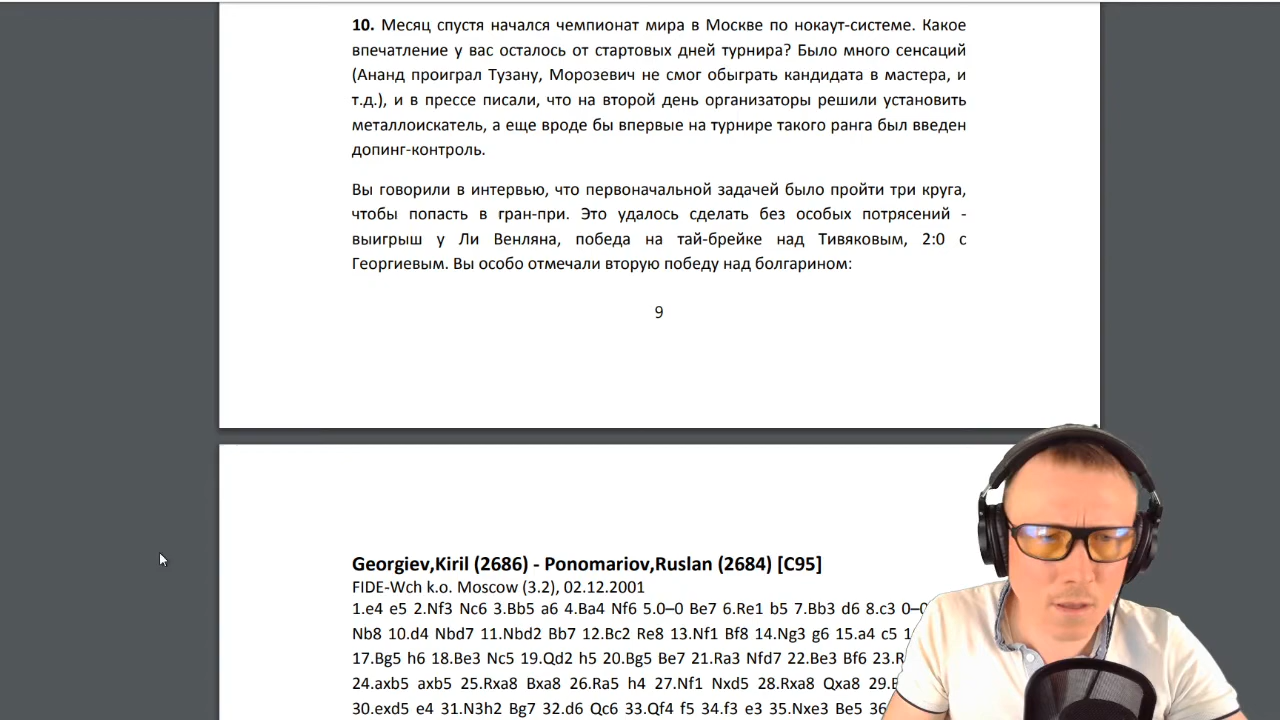 10. Месяц спустя начался чемпионат мира в Москве по нокаут-системе. Какое
впечатление у вас осталось от стартовых дней турнира? Было много сенсаций
(Ананд проиграл Тузану, Морозевич не смог обыграть кандидата в мастера, и
т.д.), и в прессе писали, что на второй день организаторы решили установить
металлоискатель, а еще вроде бы впервые на турнире такого ранга был введен
допинг-контроль.
Вы говорили в интервью, что первоначальной задачей было пройти три круга,
чтобы попасть в гран-при. Это удалось сделать без особых потрясений -
выигрыш у Ли Венляна, победа на тай-брейке над Тивяковым, 2:0 с
Георгиевым. Вы особо отмечали вторую победу над болгарином:
9
Georgiev,Kiril (2686) - Ponomariov,Ruslan (2684) [C95]
FIDE-Wch k.o. Moscow (3.2), 02.12.2001
1.e4 e5 2.Nf3 Nc6 3.Bb5 a6 4.Ba4 Nf6 5.0–0 Be7 6.Re1 b5 7.Bb3 d6 8.c3 0–0
Nb8 10.d4 Nbd7 11.Nbd2 Bb7 12.Bc2 Re8 13.Nf1 Bf8 14.Ng3 g6 15.a4 c5
17.Bg5 h6 18.Be3 Nc5 19.Qd2 h5 20.Bg5 Be7 21.Ra3 Nfd7 22.Be3 Bf6
24.axb5 axb5 25.Rxa8 Bxa8 26.Ra5 h4 27.Nf1 Nxd5 28.Rxa8 Qxa8
30.exd5 e4 31.N3h2 Bg7 32.d6 Qc6 33.Qf4 f5 34.f3 e3 35.Nxe3 Be5